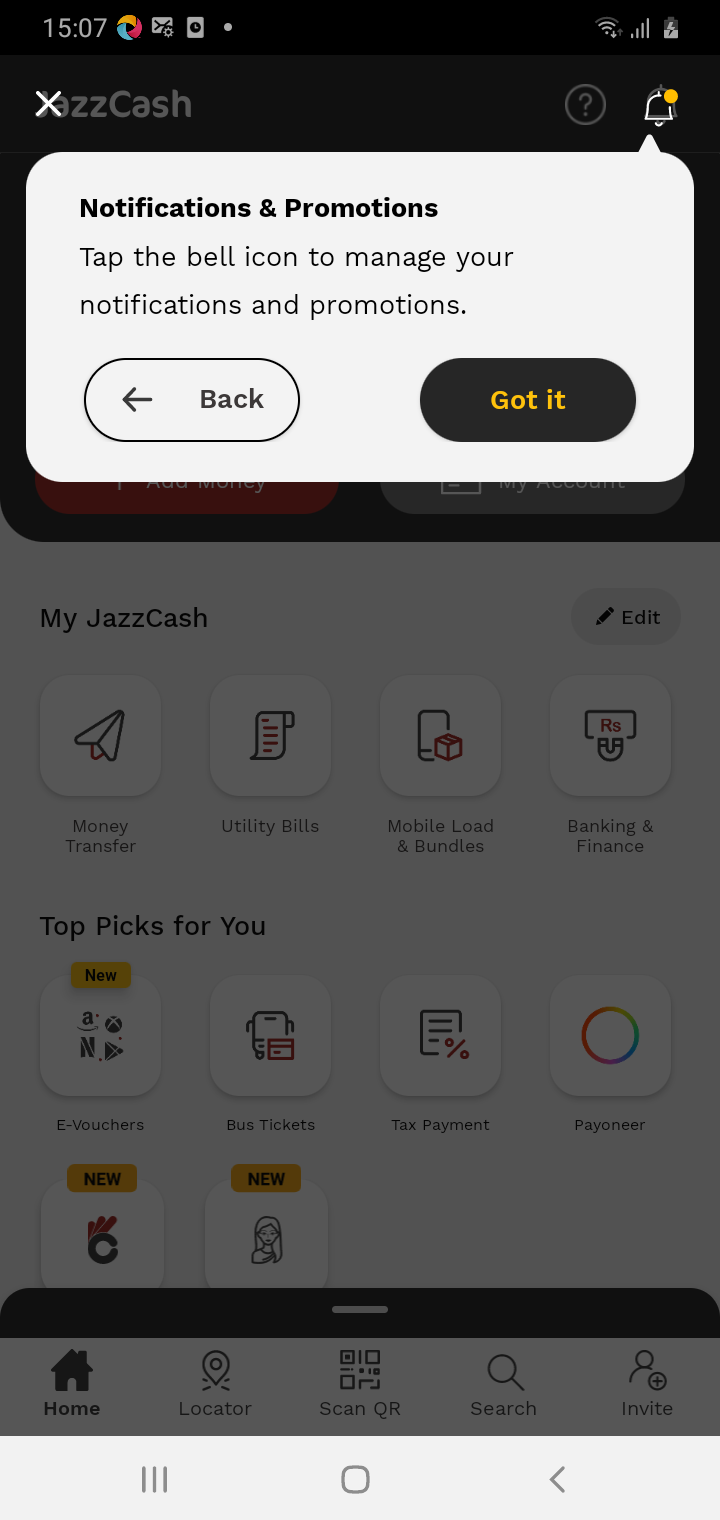 15:07
JazzCash
Notifications & Promotions
Tap the bell icon to manage your
notifications and promotions.
Back
Got it
Add Money
My Account
My JazzCash
Edit
Rs
Money
Transfer
Utility Bills
Mobile Load
& Bundles
Banking &
Finance
Top Picks for You
New
E-Vouchers
Bus Tickets
Tax Payment
Payoneer
NEW
NEW
Home
Locator
Scan QR
Search
Invite